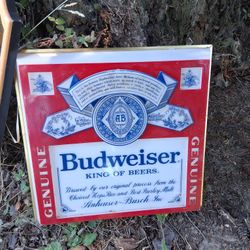 AB
Budweiser
KING OF BEERS.
Brewed by our original process from the
Choicest Hops, Rice and Best Barley Malt
Anheuser-Busch, Inc.
GENUINE
GENUINE